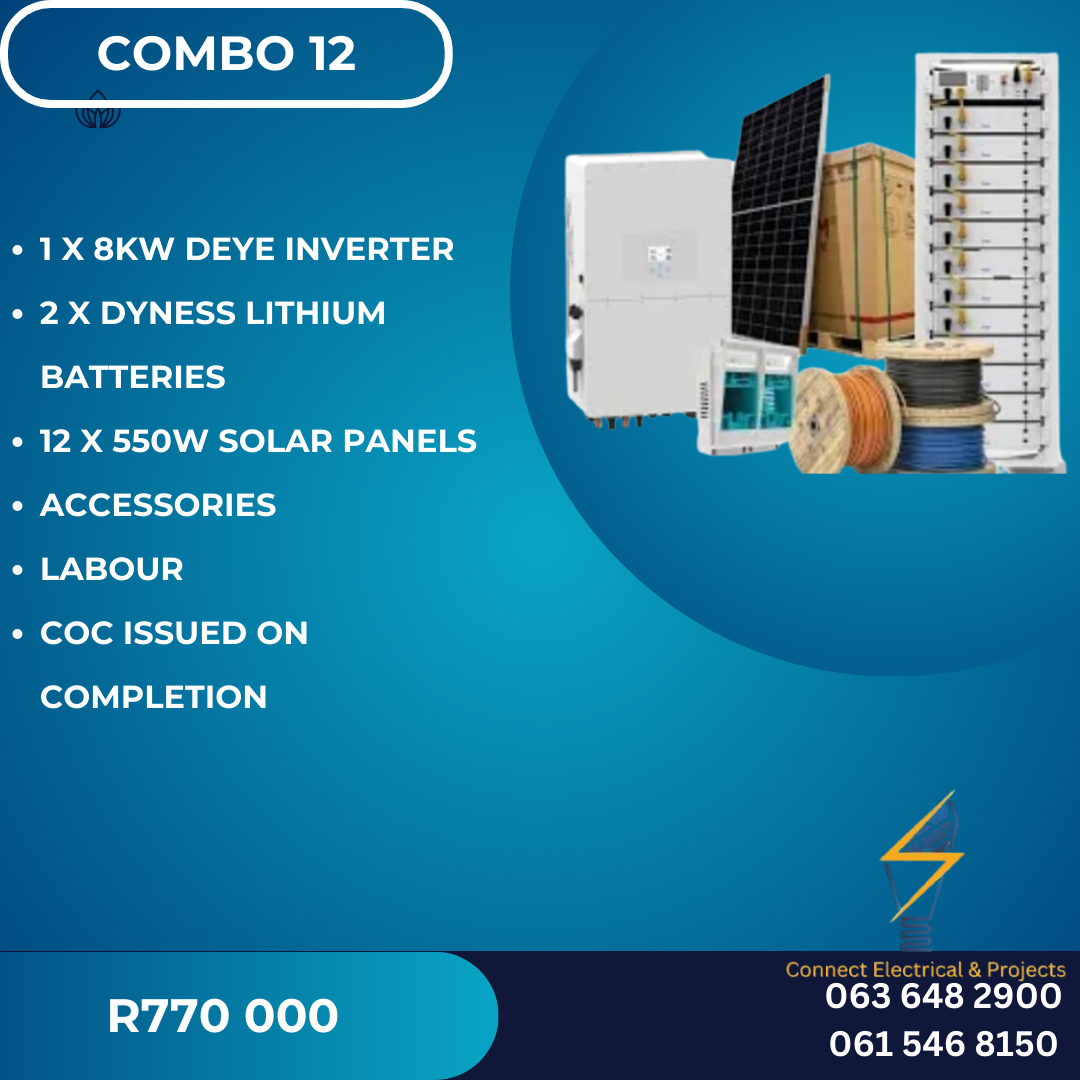 COMBO 12
• 1 X 8KW DEYE INVERTER
• 2 X DYNESS LITHIUM
BATTERIES
• 12 X 550W SOLAR PANELS
• ACCESSORIES
• LABOUR
• COC ISSUED ON
COMPLETION
R770 000
Connect Electrical & Projects
063 648 2900
061 546 8150